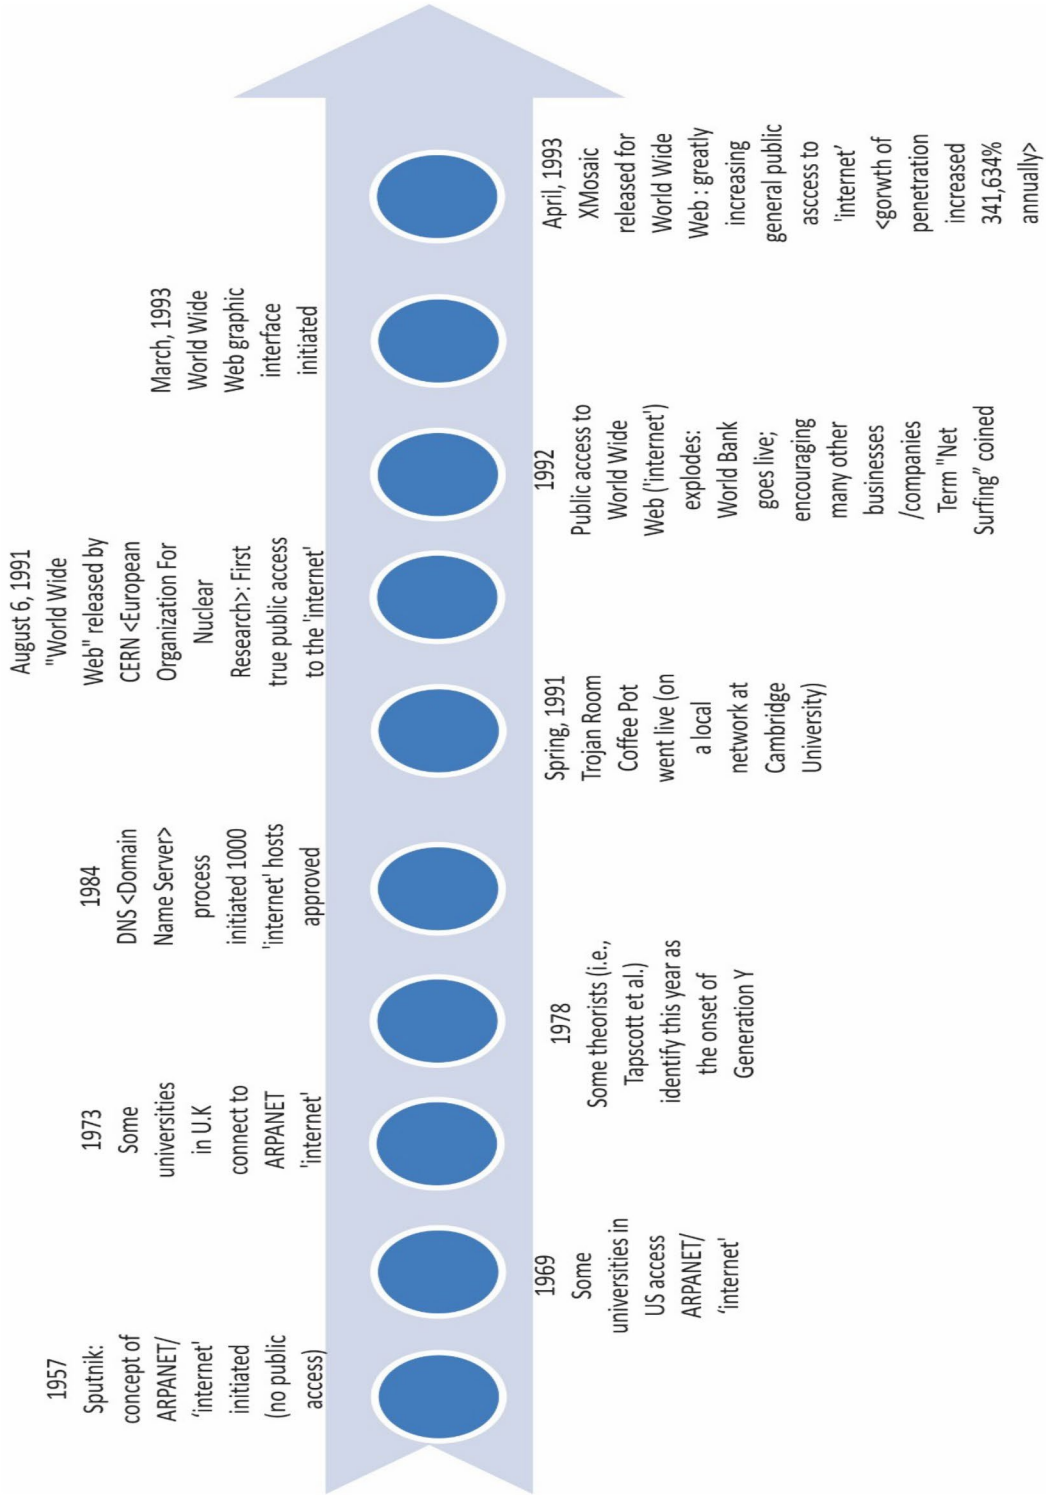 1957
Sputnik:
concept of
ARPANET/
‘internet'
initiated
(no public
access)
1969
Some
universities in
US access
ARPANET/
‘internet'
1973
Some
universities
in U.K
connect to
ARPANET
'internet'
1978
Some theorists (i.e.,
Tapscott et al.)
identify this year as
the onset of
Generation Y
1984
DNS <Domain
Name Server>
process
initiated 1000
'internet' hosts
approved
Spring, 1991
Trojan Room
Coffee Pot
went live (on
a local
network at
Cambridge
University)
August 6, 1991
"World Wide
Web" released by
CERN <European
Organization For
Nuclear
Research>: First
true public access
to the 'internet'
1992
Public access to
World Wide
Web ('internet')
explodes:
World Bank
goes live;
encouraging
many other
businesses
/companies
Term "Net
Surfing” coined
March, 1993
World Wide
Web graphic
interface
initiated
April, 1993
XMosaic
released for
World Wide
Web : greatly
increasing
general public
asccess to
'internet’
<gorwth of
penetration
increased
341,634%
annually>